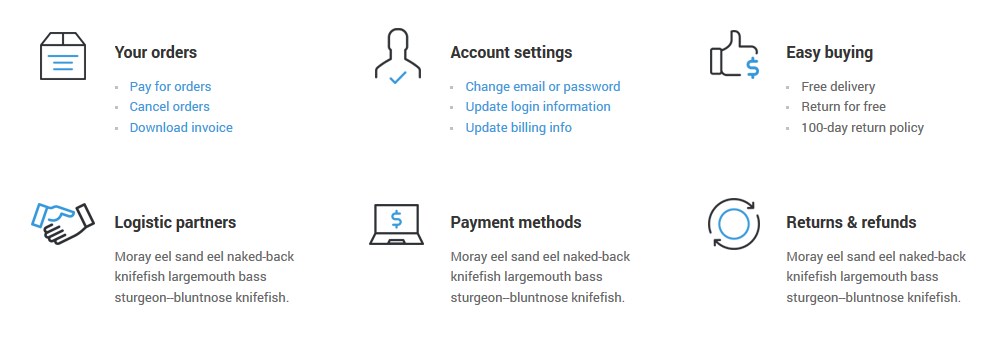 Your orders
Pay for orders
Cancel orders
Download invoice
Account settings
Change email or password
Update login information
Update billing info
Easy buying
Free delivery
Return for free
100-day return policy
Logistic partners
Moray eel sand eel naked-back
knifefish largemouth bass
sturgeon–bluntnose knifefish.
Payment methods
Moray eel sand eel naked-back
knifefish largemouth bass
sturgeon–bluntnose knifefish.
Returns & refunds
Moray eel sand eel naked-back
knifefish largemouth bass
sturgeon–bluntnose knifefish.